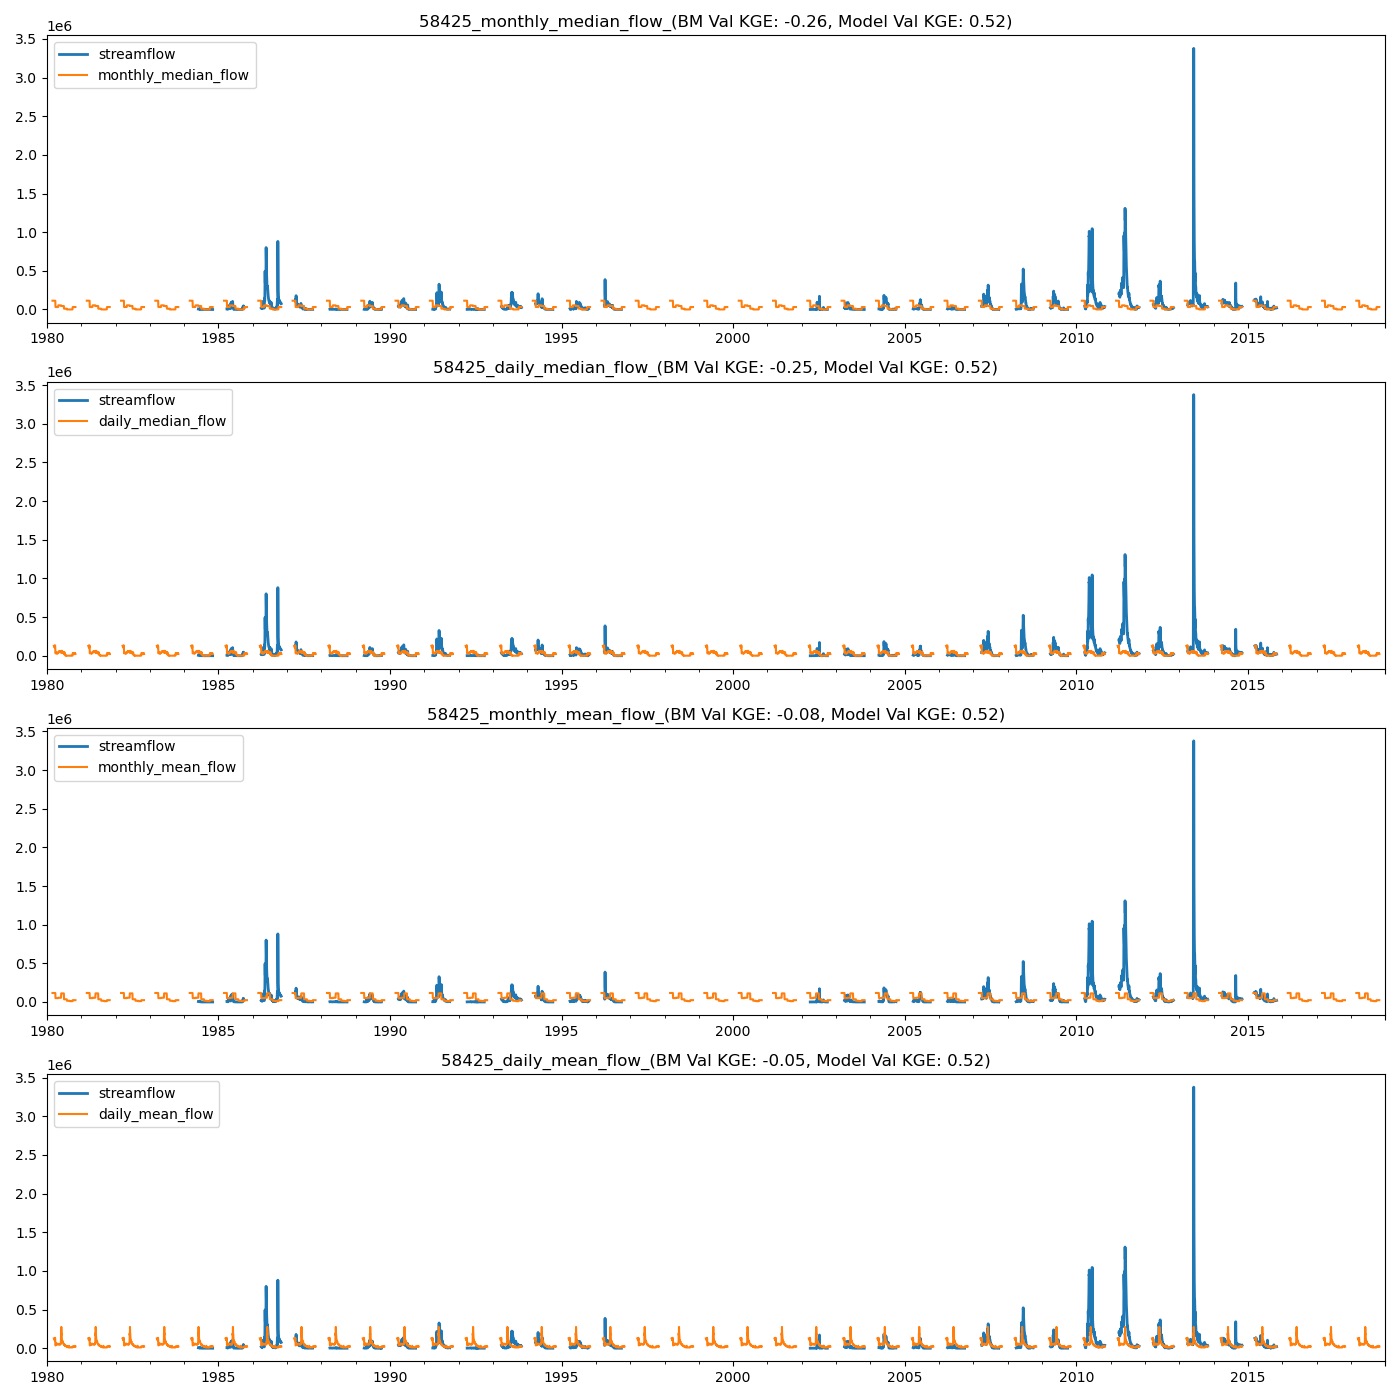 58425_monthly_median_flow_(BM Val KGE: -0.26, Model Val KGE: 0.52)
1e6
streamflow
monthly_median_flow
3.5
3.0
2.5
2.0
1.5
1.0
0.5
0.0
1980 1985 1990 1995 2000 2005 2010 2015
58425_daily_median_flow_(BM Val KGE: -0.25, Model Val KGE: 0.52)
1e6
streamflow
daily_median_flow
3.5
3.0
2.5
2.0
1.5
1.0
0.5
0.0
1980 1985 1990 1995 2000 2005 2010 2015
58425_monthly_mean_flow_(BM Val KGE: -0.08, Model Val KGE: 0.52)
1e6
streamflow
monthly_mean_flow
3.5
3.0
2.5
2.0
1.5
1.0
0.5
0.0
1980 1985 1990 1995 2000 2005 2010 2015
58425_daily_mean_flow_(BM Val KGE: -0.05, Model Val KGE: 0.52)
1e6
streamflow
daily_mean_flow
3.5
3.0
2.5
2.0
1.5
1.0
0.5
0.0
1980 1985 1990 1995 2000 2005 2010 2015